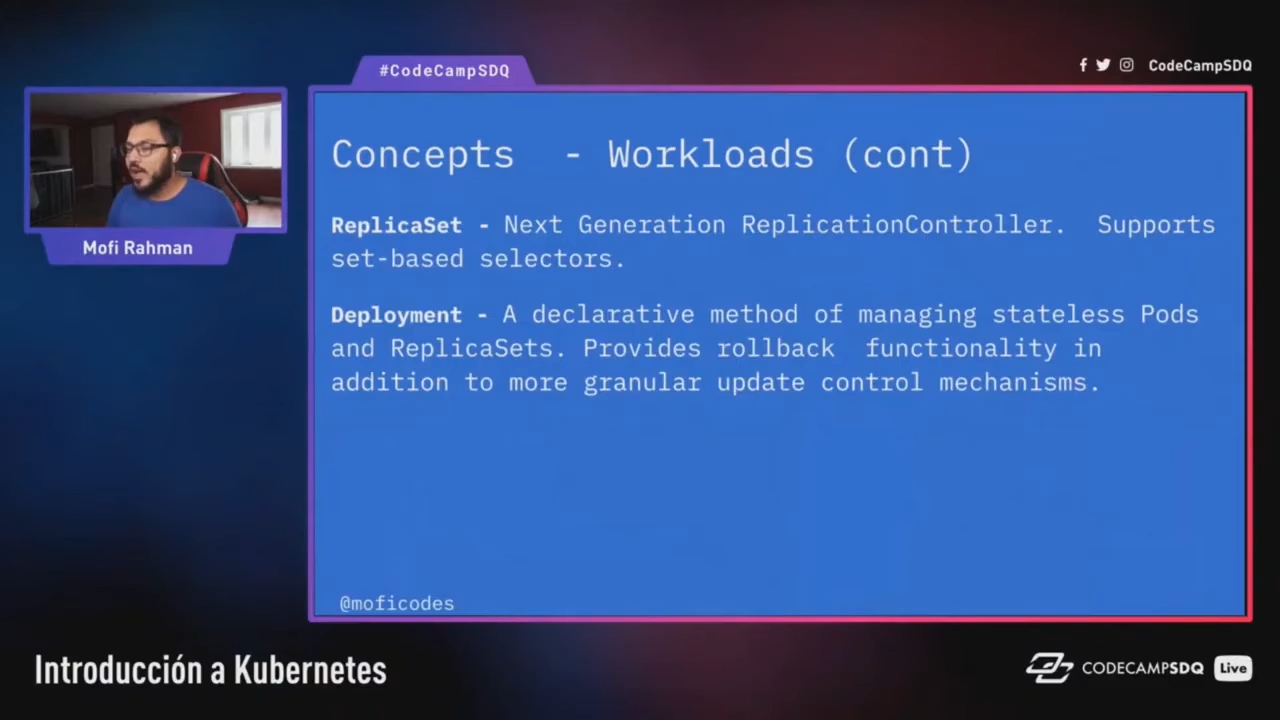 #CodeCampSDQ
CodeCampSDQ
Mofi Rahman
Concepts - Workloads (cont)
ReplicaSet - Next Generation ReplicationController. Supports
set-based selectors.
Deployment - A declarative method of managing stateless Pods
and ReplicaSets. Provides rollback functionality in
addition to more granular update control mechanisms.
@moficodes
Introducción a Kubernetes
CODECAMPSDQ Live